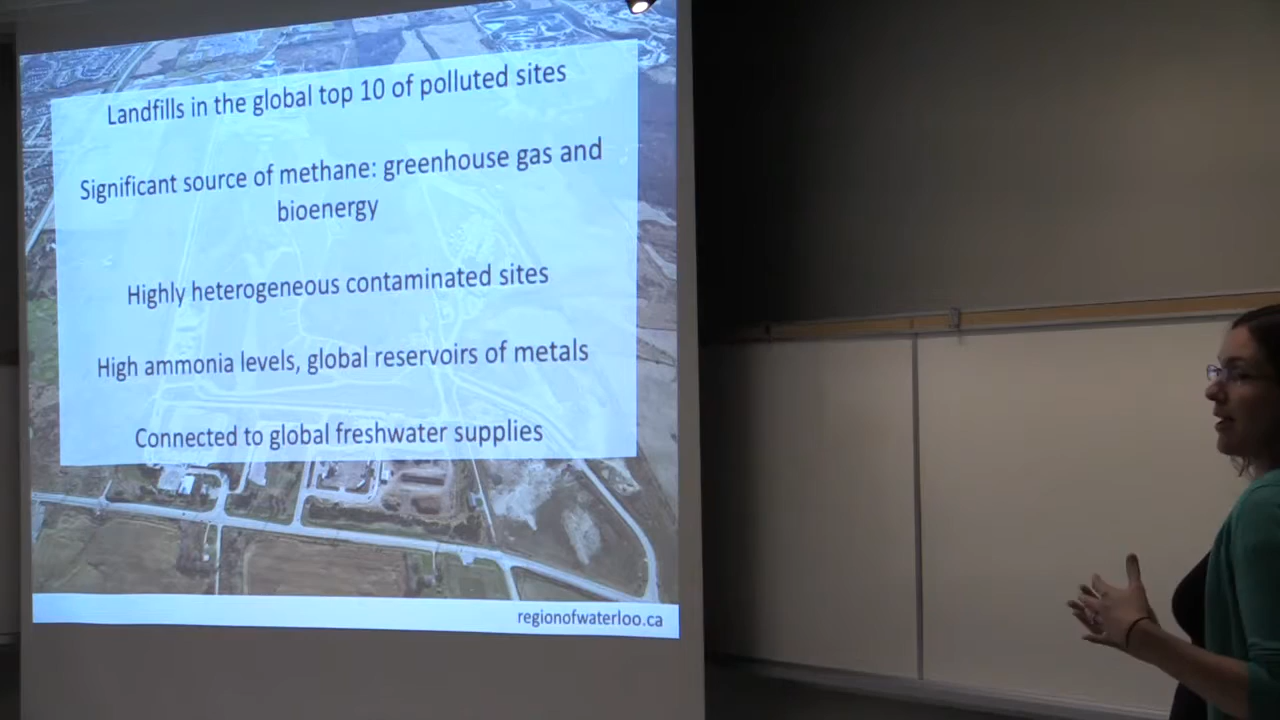 Landfills in the global top 10 of polluted sites
Significant source of methane: greenhouse gas and
bioenergy
Highly heterogeneous contaminated sites
High ammonia levels, global reservoirs of metals
Connected to global freshwater supplies
regionofwaterloo.ca